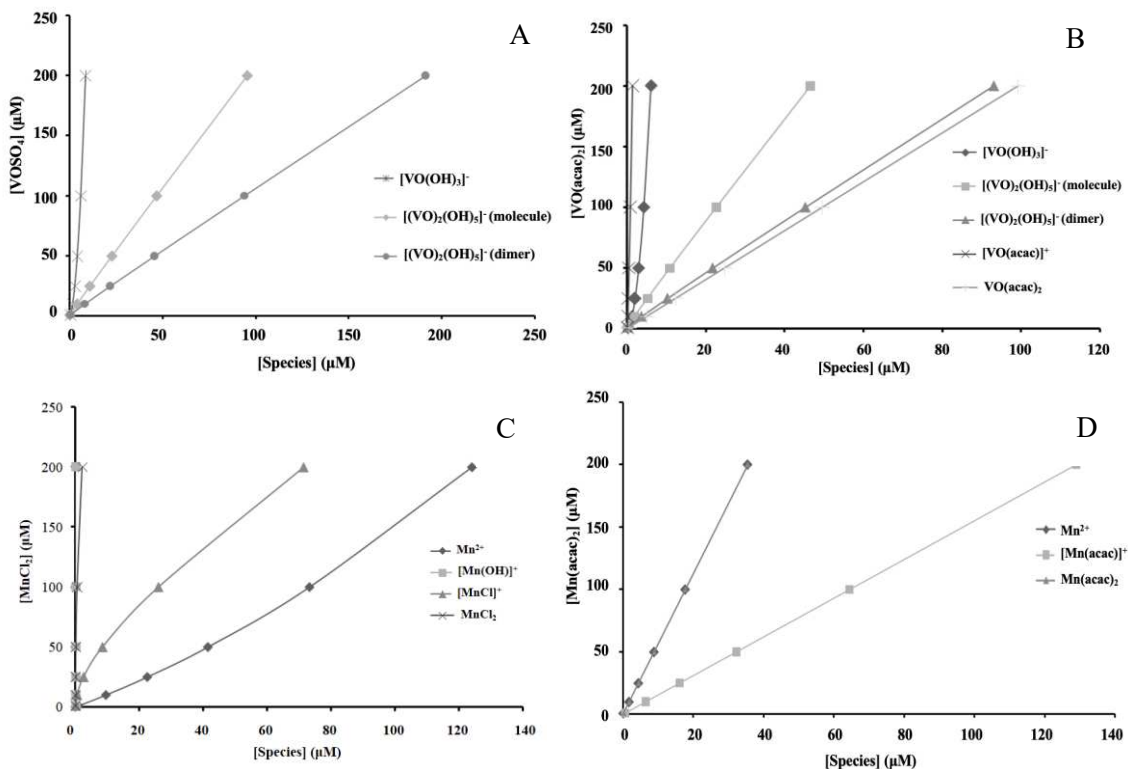 A
[VOSO₄] (µM)
250
200
150
100
50
0
[VO(OH)₃]⁻
[(VO)₂(OH)₅]⁻ (molecule)
[(VO)₂(OH)₅]⁻ (dimer)
0 50 100 150 200 250
[Species] (µM)
B
[VO(acac)₂] (µM)
250
200
150
100
50
0
[VO(OH)₃]⁻
[(VO)₂(OH)₅]⁻ (molecule)
[(VO)₂(OH)₅]⁻ (dimer)
[VO(acac)]⁺
VO(acac)₂
0 20 40 60 80 100 120
[Species] (µM)
C
[MnCl₂] (µM)
250
200
150
100
50
0
Mn²⁺
[Mn(OH)]⁺
[MnCl]⁺
MnCl₂
0 20 40 60 80 100 120 140
[Species] (µM)
D
[Mn(acac)₂] (µM)
250
200
150
100
50
0
Mn²⁺
[Mn(acac)]⁺
Mn(acac)₂
0 20 40 60 80 100 120 140
[Species] (µM)